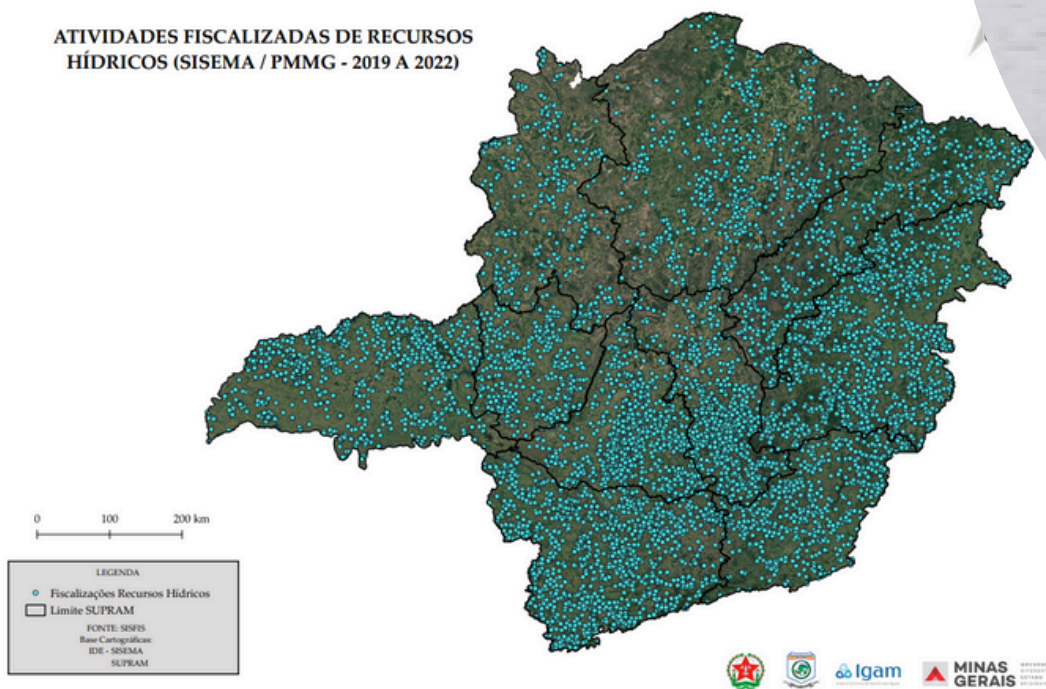 ATIVIDADES FISCALIZADAS DE RECURSOS
HÍDRICOS (SISEMA / PMMG - 2019 A 2022)
0 100 200 km
LEGENDA
Fiscalizações Recursos Hídricos
Limite SUPRAM
FONTE: SISFIS
Base Cartográficas:
IDE - SISEMA
SUPRAM
Igam
MINAS
GERAIS